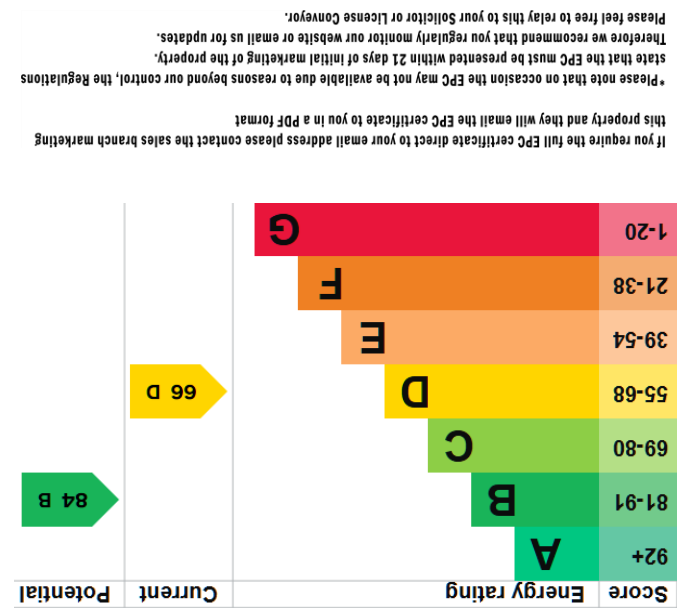 Score Energy rating Current Potential
92+ A
81-91 B 84 B
69-80 C
55-68 D 66 D
39-54 E
21-38 F
1-20 G
If you require the full EPC certificate direct to your email address please contact the sales branch marketing
this property and they will email the EPC certificate to you in a PDF format
*Please note that on occasion the EPC may not be available due to reasons beyond our control, the Regulations
state that the EPC must be presented within 21 days of initial marketing of the property.
Therefore we recommend that you regularly monitor our website or email us for updates.
Please feel free to relay this to your Solicitor or License Conveyor.